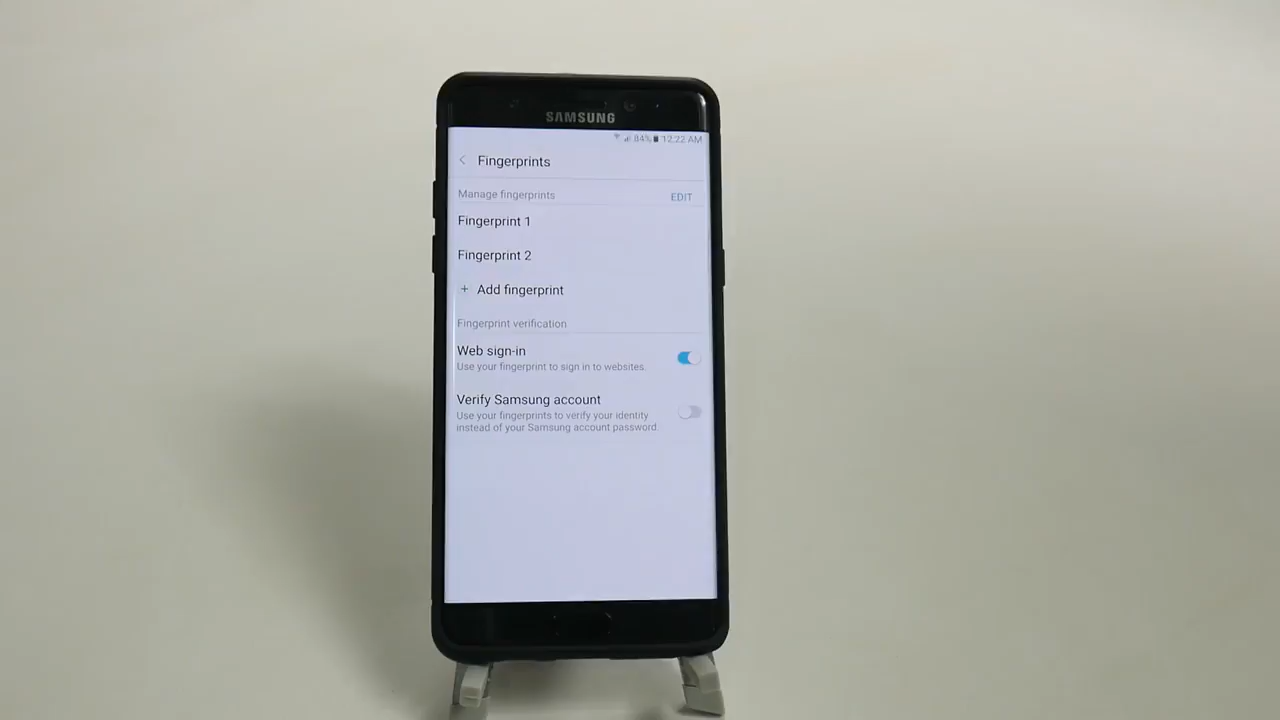 SAMSUNG
84% 12:22 AM
Fingerprints
Manage fingerprints EDIT
Fingerprint 1
Fingerprint 2
+ Add fingerprint
Fingerprint verification
Web sign-in
Use your fingerprint to sign in to websites.
Verify Samsung account
Use your fingerprints to verify your identity
instead of your Samsung account password.